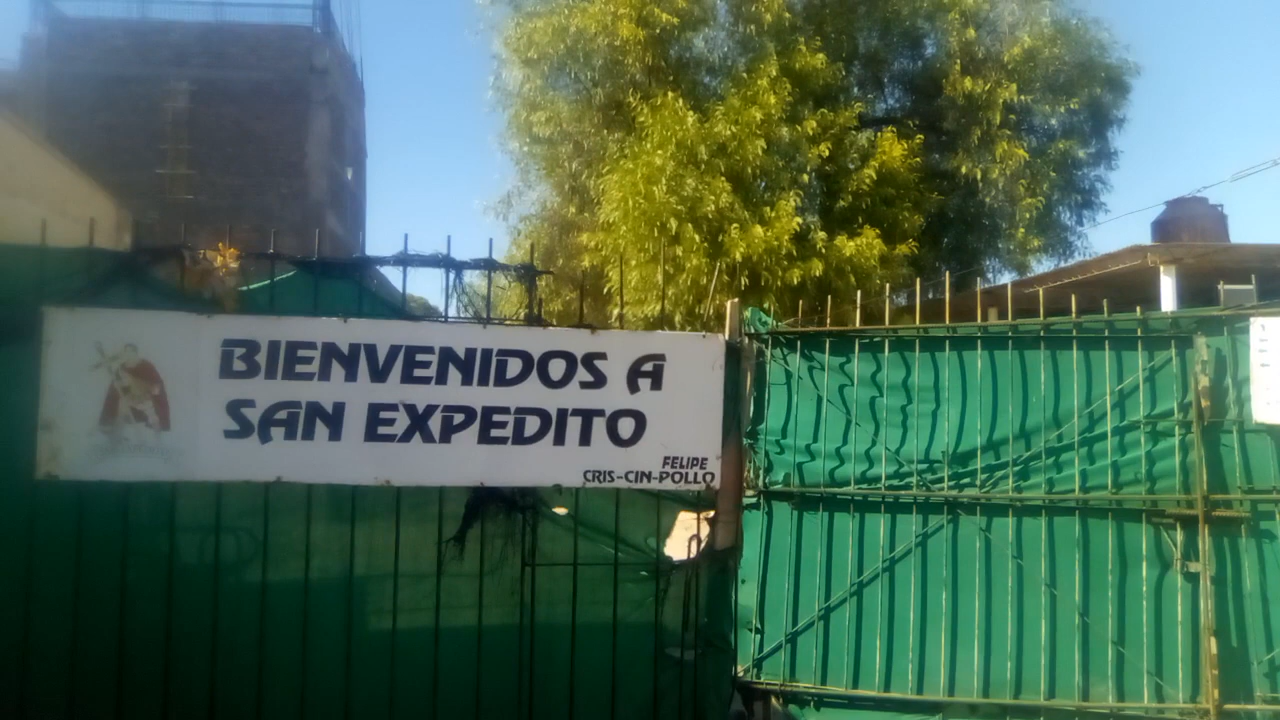 BIENVENIDOS A
SAN EXPEDITO
FELIPE
CRIS-CIN-POLLO